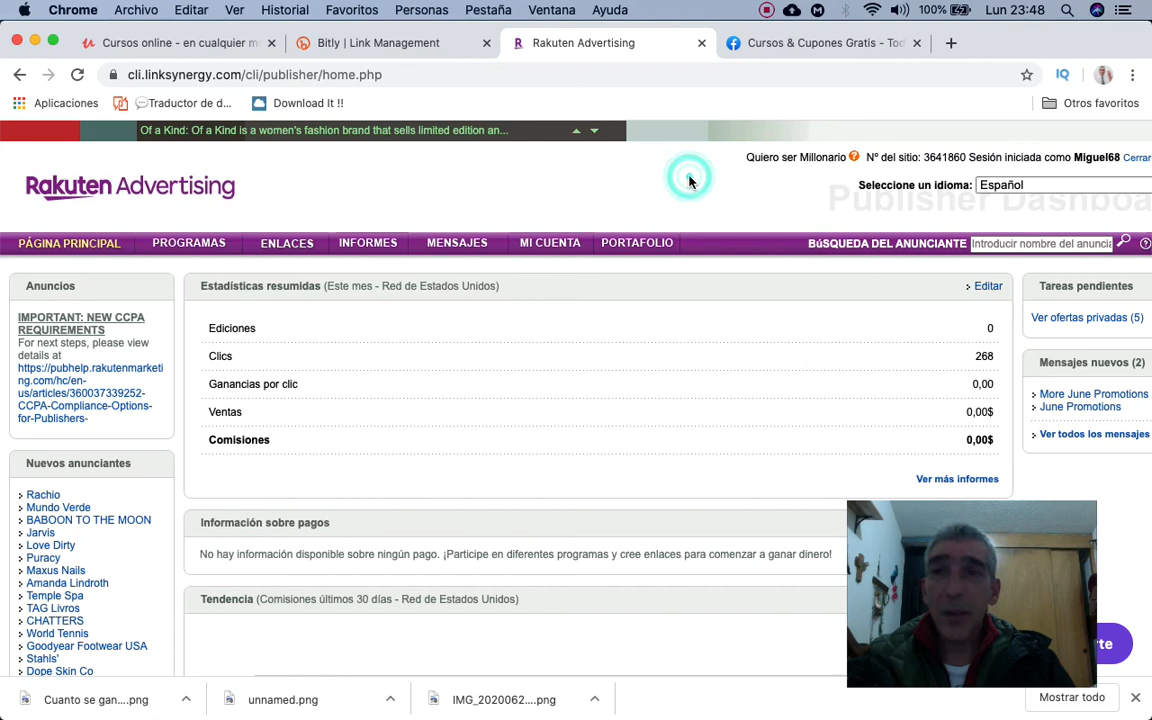 Chrome Archivo Editar Ver Historial Favoritos Personas Pestaña Ventana Ayuda 100% Lun 23:48
Cursos online - en cualquier m Bitly | Link Management Rakuten Advertising Cursos & Cupones Gratis - Tod
cli.linksynergy.com/cli/publisher/home.php
Aplicaciones Traductor de d... Download It !! Otros favoritos
Of a Kind: Of a Kind is a women's fashion brand that sells limited edition an...
Quiero ser Millonario Nº del sitio: 3641860 Sesión iniciada como Miguel68 Cerrar
Rakuten Advertising
Seleccione un idioma: Español
Publisher Dashboa
PÁGINA PRINCIPAL PROGRAMAS ENLACES INFORMES MENSAJES MI CUENTA PORTAFOLIO BúSQUEDA DEL ANUNCIANTE Introducir nombre del anuncia
Anuncios
IMPORTANT: NEW CCPA
REQUIREMENTS
For next steps, please view
details at
https://pubhelp.rakutenmarketi
ng.com/hc/en-
us/articles/360037339252-
CCPA-Compliance-Options-
for-Publishers-
Nuevos anunciantes
Rachio
Mundo Verde
BABOON TO THE MOON
Jarvis
Love Dirty
Puracy
Maxus Nails
Amanda Lindroth
Temple Spa
TAG Livros
CHATTERS
World Tennis
Goodyear Footwear USA
Stahls'
Dope Skin Co
Estadísticas resumidas (Este mes - Red de Estados Unidos) Editar
Ediciones 0
Clics 268
Ganancias por clic 0,00
Ventas 0,00$
Comisiones 0,00$
Ver más informes
Información sobre pagos
No hay información disponible sobre ningún pago. ¡Participe en diferentes programas y cree enlaces para comenzar a ganar dinero!
Tendencia (Comisiones últimos 30 días - Red de Estados Unidos)
Tareas pendientes
Ver ofertas privadas (5)
Mensajes nuevos (2)
More June Promotions
June Promotions
Ver todos los mensajes
rte
Cuanto se gan....png unnamed.png IMG_2020062....png Mostrar todo